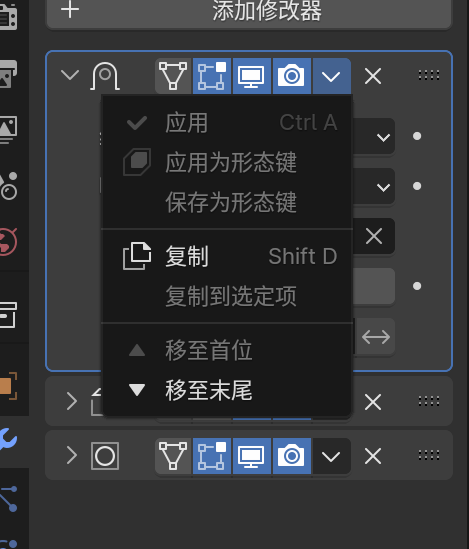 添加修改器
应用 Ctrl A
应用为形态键
保存为形态键
复制 Shift D
复制到选定项
移至首位
移至末尾